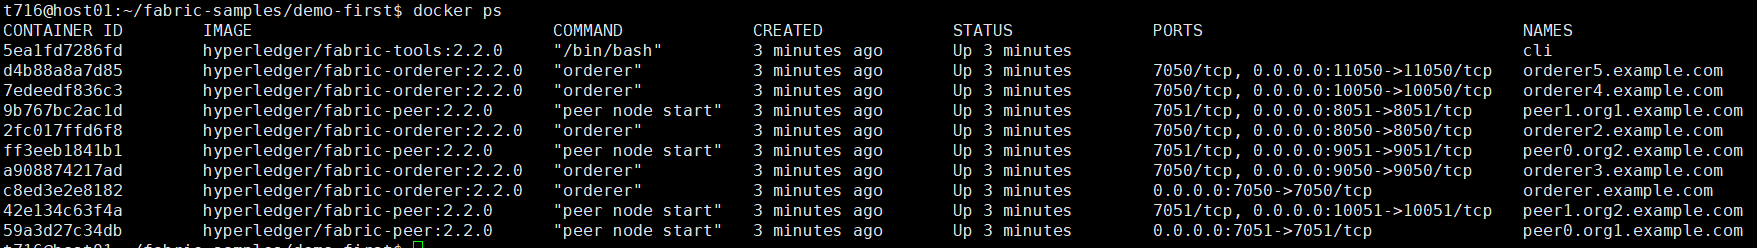 t716@host01:~/fabric-samples/demo-first$ docker ps
CONTAINER ID        IMAGE                              COMMAND             CREATED             STATUS              PORTS                                NAMES
5ea1fd7286fd        hyperledger/fabric-tools:2.2.0     "/bin/bash"         3 minutes ago       Up 3 minutes                                             cli
d4b88a8a7d85        hyperledger/fabric-orderer:2.2.0   "orderer"           3 minutes ago       Up 3 minutes        7050/tcp, 0.0.0.0:11050->11050/tcp   orderer5.example.com
7edeedf836c3        hyperledger/fabric-orderer:2.2.0   "orderer"           3 minutes ago       Up 3 minutes        7050/tcp, 0.0.0.0:10050->10050/tcp   orderer4.example.com
9b767bc2ac1d        hyperledger/fabric-peer:2.2.0      "peer node start"   3 minutes ago       Up 3 minutes        7051/tcp, 0.0.0.0:8051->8051/tcp     peer1.org1.example.com
2fc017ffd6f8        hyperledger/fabric-orderer:2.2.0   "orderer"           3 minutes ago       Up 3 minutes        7050/tcp, 0.0.0.0:8050->8050/tcp     orderer2.example.com
ff3eeb1841b1        hyperledger/fabric-peer:2.2.0      "peer node start"   3 minutes ago       Up 3 minutes        7051/tcp, 0.0.0.0:9051->9051/tcp     peer0.org2.example.com
a908874217ad        hyperledger/fabric-orderer:2.2.0   "orderer"           3 minutes ago       Up 3 minutes        7050/tcp, 0.0.0.0:9050->9050/tcp     orderer3.example.com
c8ed3e2e8182        hyperledger/fabric-orderer:2.2.0   "orderer"           3 minutes ago       Up 3 minutes        0.0.0.0:7050->7050/tcp               orderer.example.com
42e134c63f4a        hyperledger/fabric-peer:2.2.0      "peer node start"   3 minutes ago       Up 3 minutes        7051/tcp, 0.0.0.0:10051->10051/tcp   peer1.org2.example.com
59a3d27c34db        hyperledger/fabric-peer:2.2.0      "peer node start"   3 minutes ago       Up 3 minutes        0.0.0.0:7051->7051/tcp               peer0.org1.example.com
t716@host01:~/fabric-samples/demo-first$